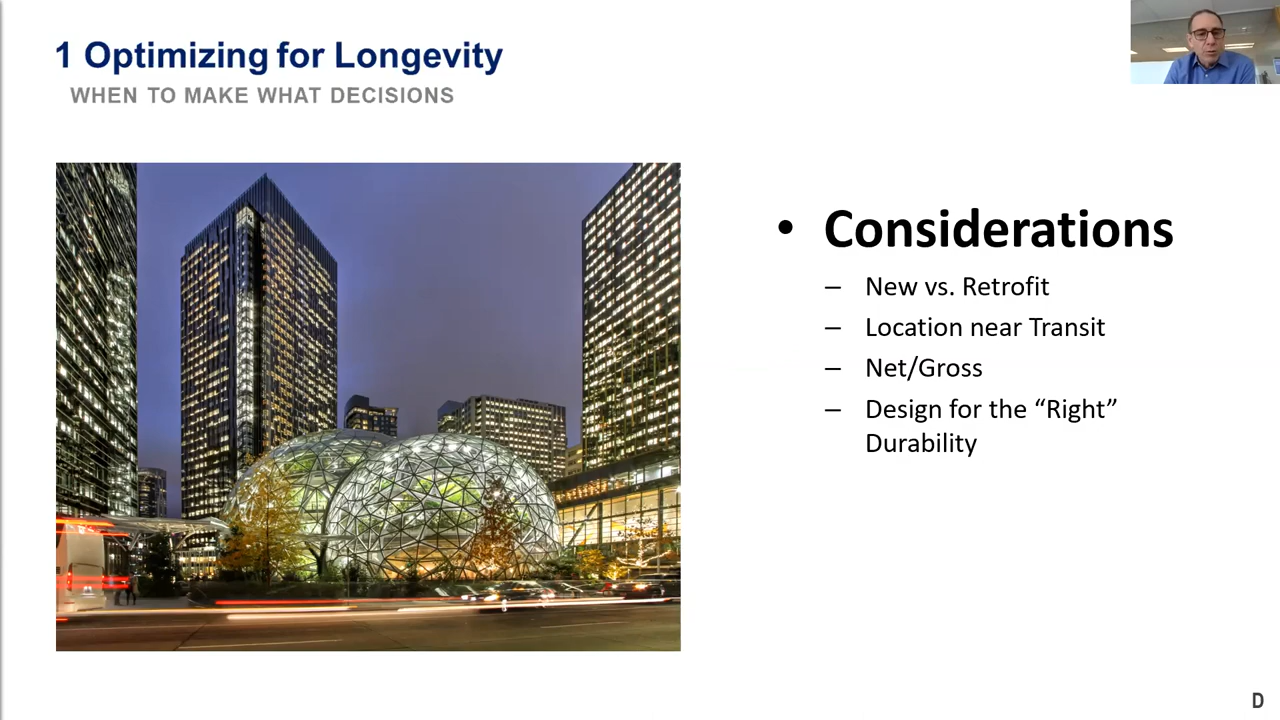 1 Optimizing for Longevity
WHEN TO MAKE WHAT DECISIONS
• Considerations
– New vs. Retrofit
– Location near Transit
– Net/Gross
– Design for the “Right”
Durability
D